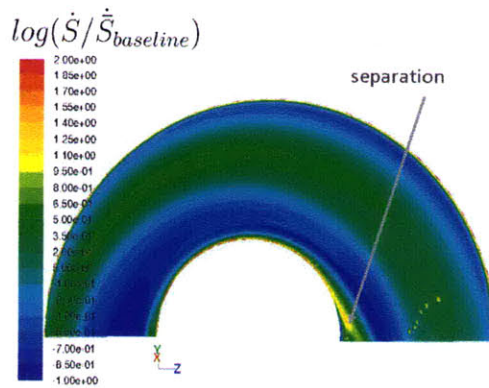 log(Ṡ/S̄̇_baseline)
separation
2.00e+00
1.85e+00
1.70e+00
1.55e+00
1.40e+00
1.25e+00
1.10e+00
9.50e-01
8.00e-01
6.50e-01
5.00e-01
3.50e-01
-7.00e-01
-8.50e-01
-1.00e+00
Y
X Z